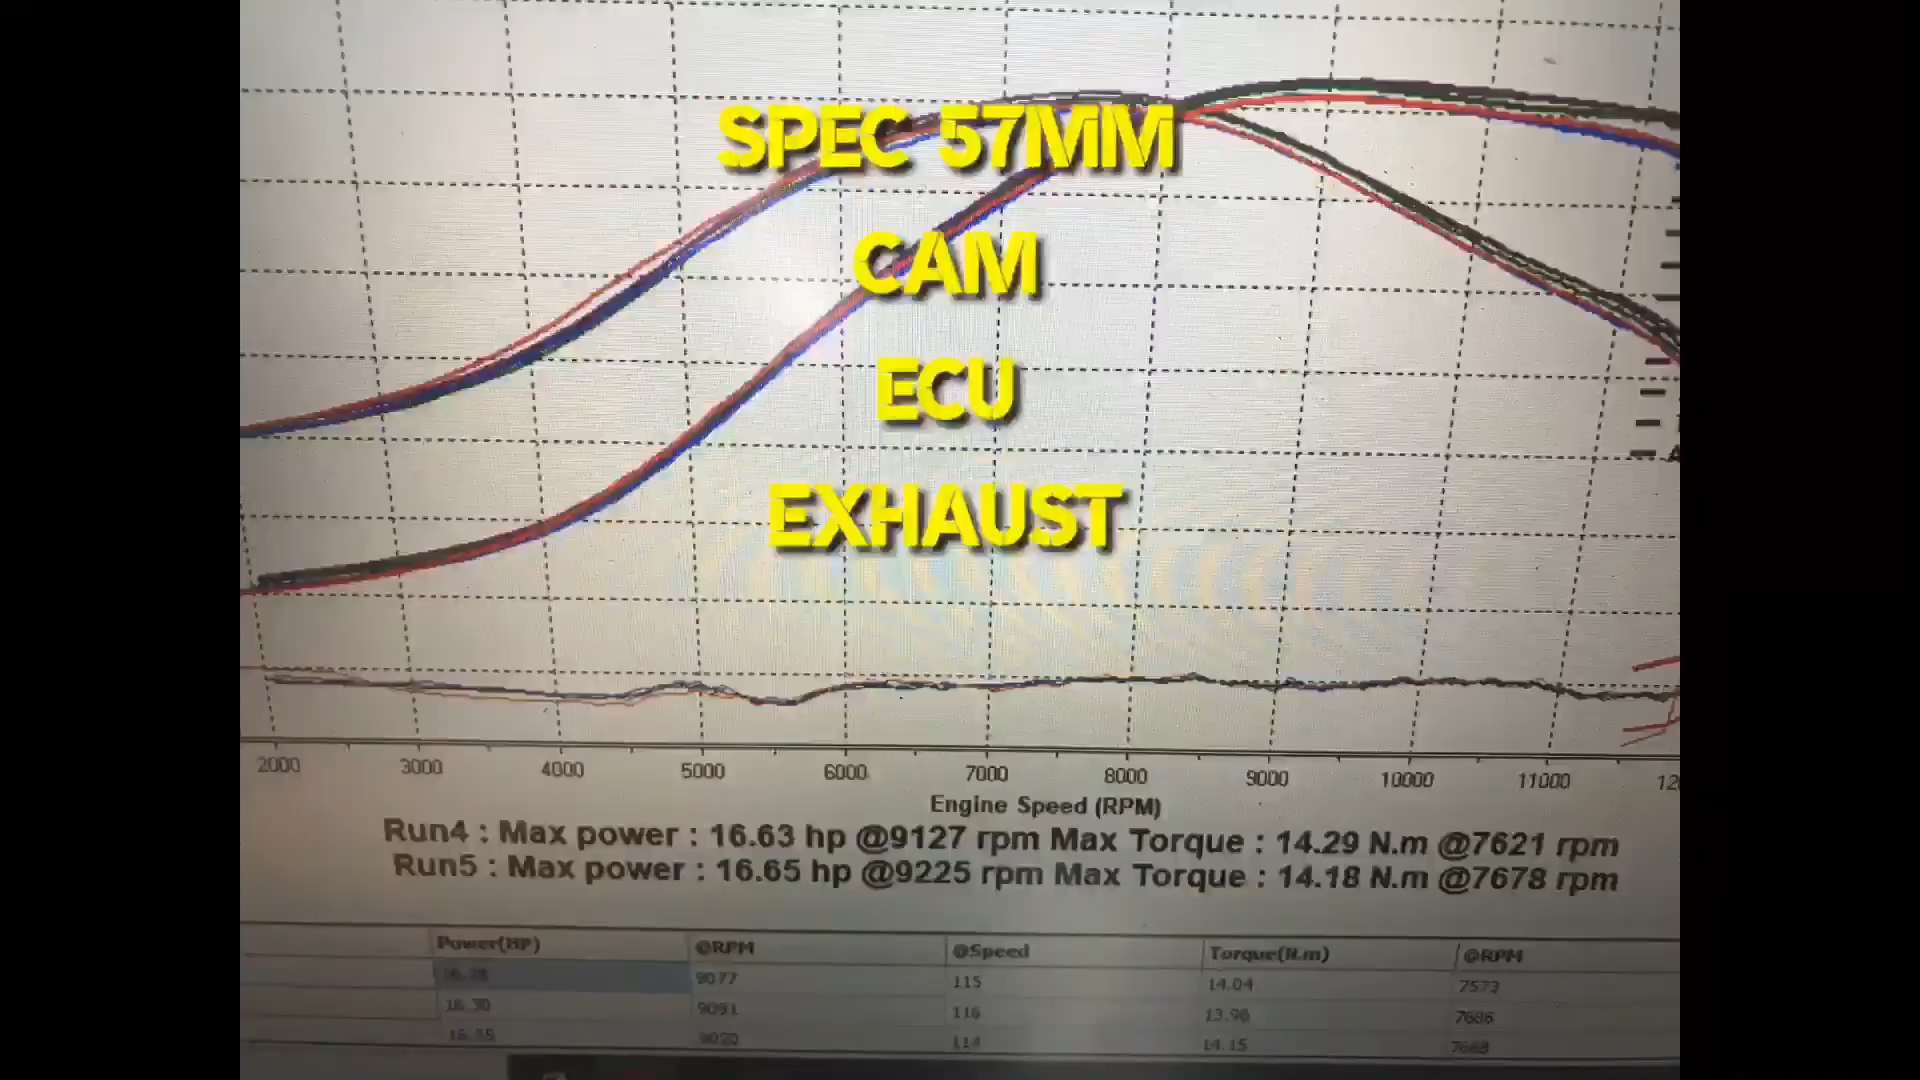 SPEC 57MM
CAM
ECU
EXHAUST
2000 3000 4000 5000 6000 7000 8000 9000 10000 11000
Engine Speed (RPM)
Run4 : Max power : 16.63 hp @9127 rpm Max Torque : 14.29 N.m @7621 rpm
Run5 : Max power : 16.65 hp @9225 rpm Max Torque : 14.18 N.m @7678 rpm
Power(HP) @RPM @Speed Torque(N.m) @RPM
9077 115 14.04 7573
16.30 9091 116 13.98 7686
114 14.15 7668